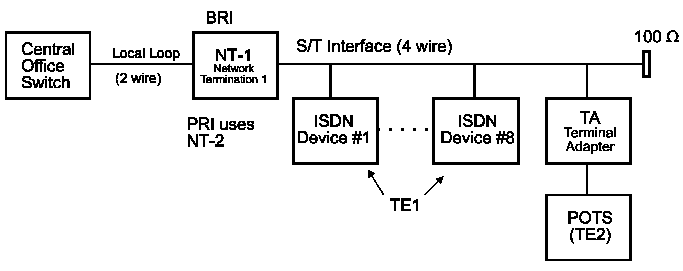 BRI
100 Ω
Central
Office
Switch
Local Loop
(2 wire)
NT-1
Network
Termination 1
S/T Interface (4 wire)
PRI uses
NT-2
ISDN
Device #1
. . . . . .
ISDN
Device #8
TA
Terminal
Adapter
TE1
POTS
(TE2)